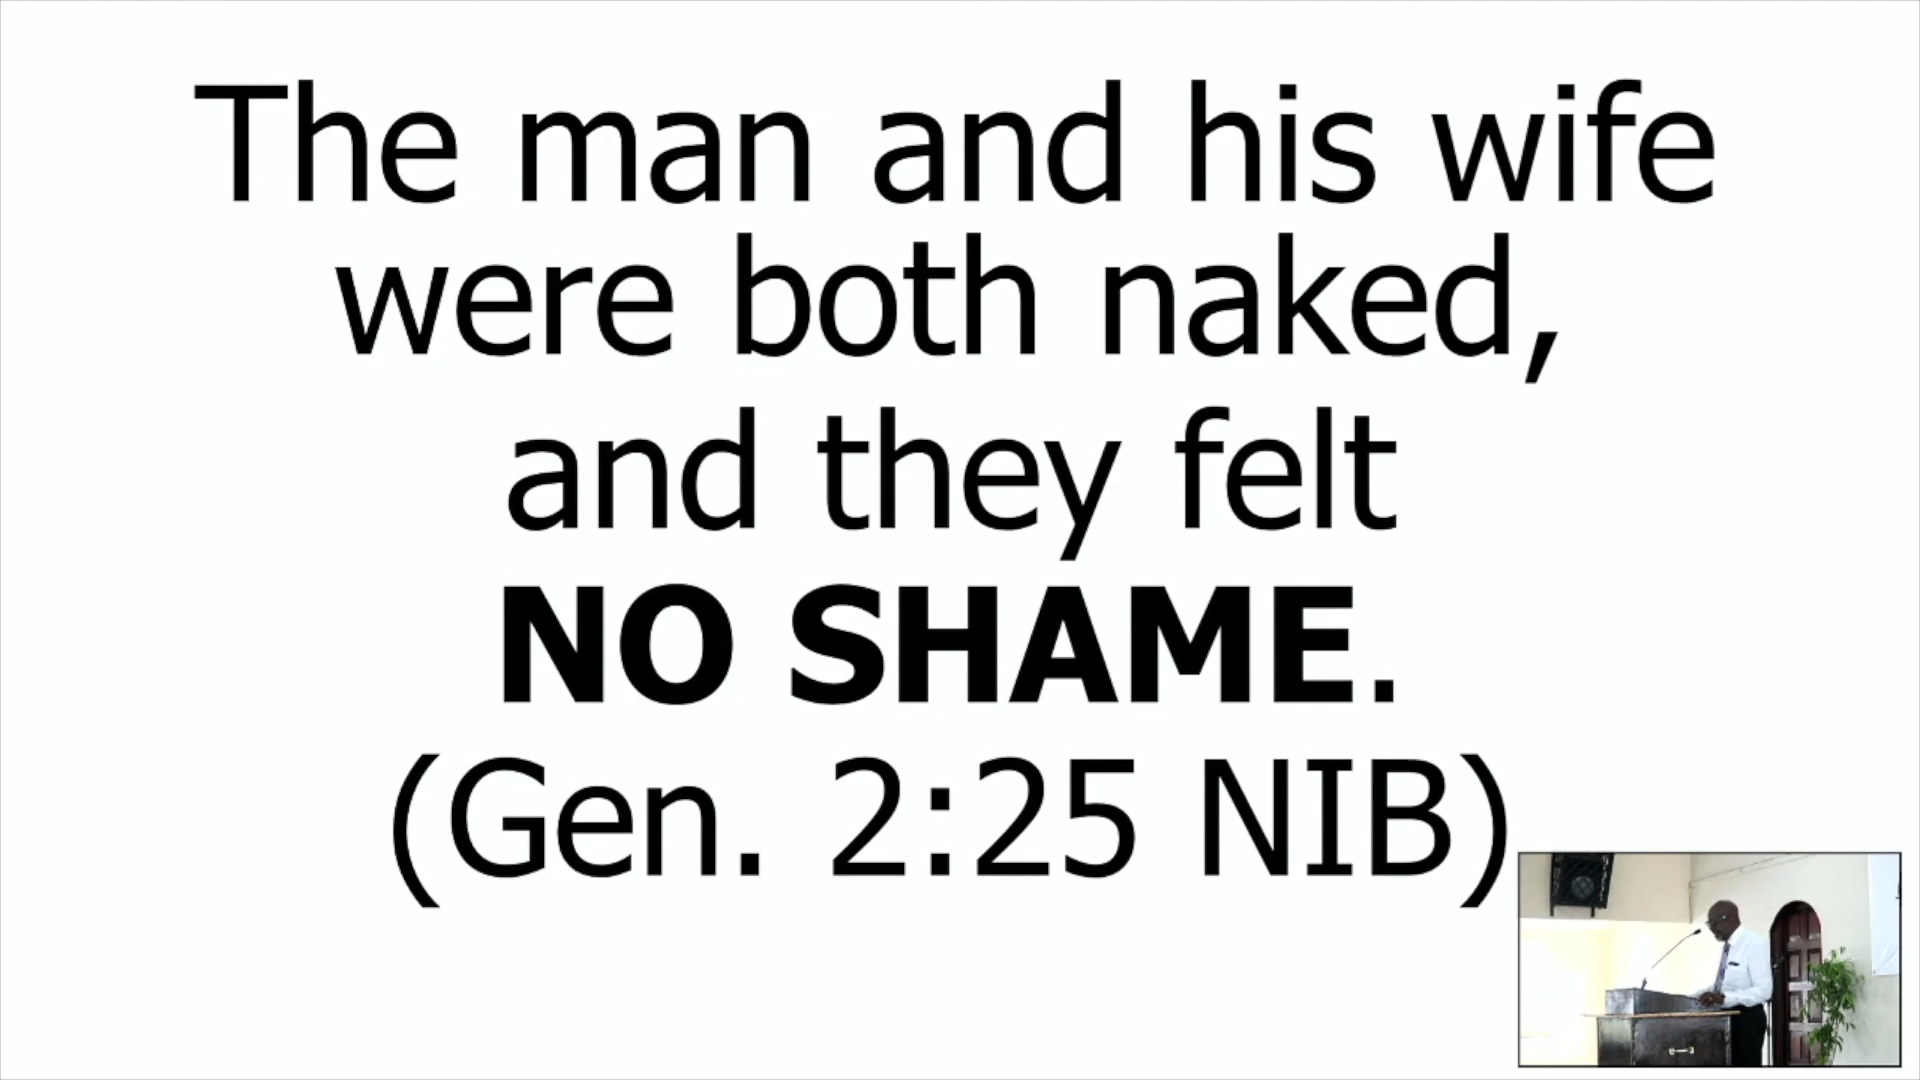 The man and his wife
were both naked,
and they felt
NO SHAME.
(Gen. 2:25 NIB)